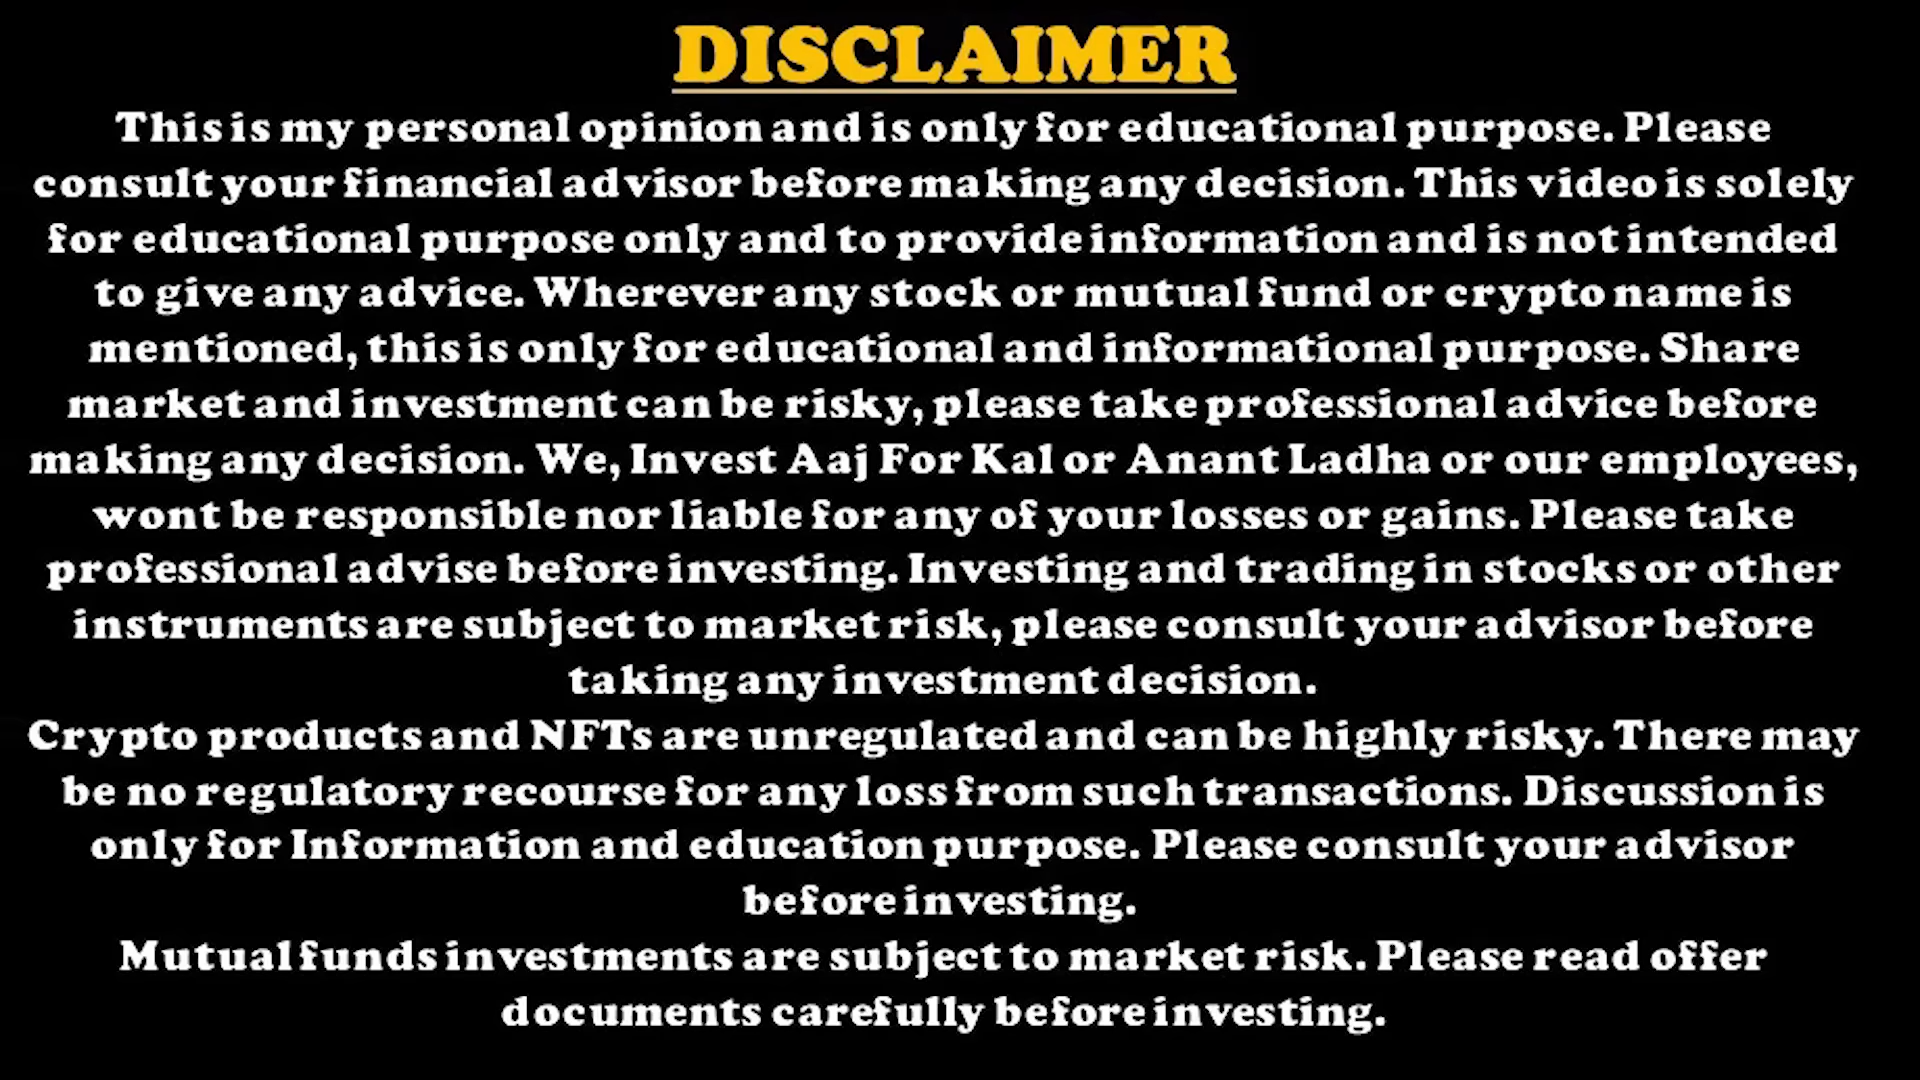 DISCLAIMER
This is my personal opinion and is only for educational purpose. Please
consult your financial advisor before making any decision. This video is solely
for educational purpose only and to provide information and is not intended
to give any advice. Wherever any stock or mutual fund or crypto name is
mentioned, this is only for educational and informational purpose. Share
market and investment can be risky, please take professional advice before
making any decision. We, Invest Aaj For Kal or Anant Ladha or our employees,
wont be responsible nor liable for any of your losses or gains. Please take
professional advise before investing. Investing and trading in stocks or other
instruments are subject to market risk, please consult your advisor before
taking any investment decision.
Crypto products and NFTs are unregulated and can be highly risky. There may
be no regulatory recourse for any loss from such transactions. Discussion is
only for Information and education purpose. Please consult your advisor
before investing.
Mutual funds investments are subject to market risk. Please read offer
documents carefully before investing.